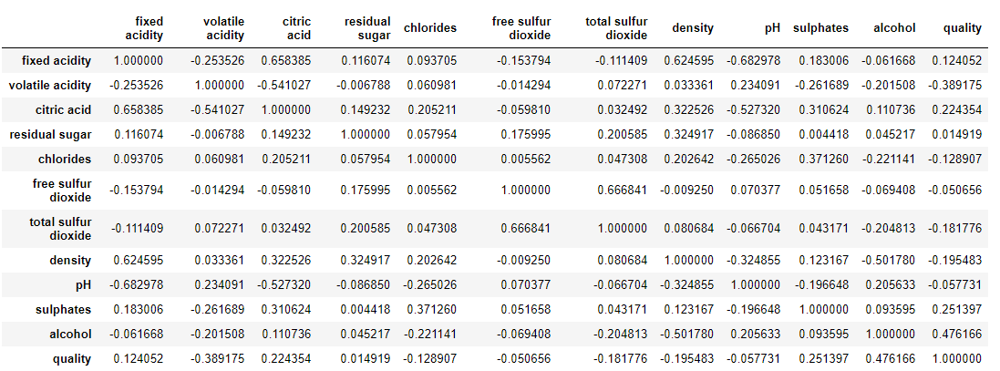 fixed acidity volatile acidity citric acid residual sugar chlorides free sulfur dioxide total sulfur dioxide density pH sulphates alcohol quality
fixed acidity 1.000000 -0.253526 0.658385 0.116074 0.093705 -0.153794 -0.111409 0.624595 -0.682978 0.183006 -0.061668 0.124052
volatile acidity -0.253526 1.000000 -0.541027 -0.006788 0.060981 -0.014294 0.072271 0.033361 0.234091 -0.261689 -0.201508 -0.389175
citric acid 0.658385 -0.541027 1.000000 0.149232 0.205211 -0.059810 0.032492 0.322526 -0.527320 0.310624 0.110736 0.224354
residual sugar 0.116074 -0.006788 0.149232 1.000000 0.057954 0.175995 0.200585 0.324917 -0.086850 0.004418 0.045217 0.014919
chlorides 0.093705 0.060981 0.205211 0.057954 1.000000 0.005562 0.047308 0.202642 -0.265026 0.371260 -0.221141 -0.128907
free sulfur dioxide -0.153794 -0.014294 -0.059810 0.175995 0.005562 1.000000 0.666841 -0.009250 0.070377 0.051658 -0.069408 -0.050656
total sulfur dioxide -0.111409 0.072271 0.032492 0.200585 0.047308 0.666841 1.000000 0.080684 -0.066704 0.043171 -0.204813 -0.181776
density 0.624595 0.033361 0.322526 0.324917 0.202642 -0.009250 0.080684 1.000000 -0.324855 0.123167 -0.501780 -0.195483
pH -0.682978 0.234091 -0.527320 -0.086850 -0.265026 0.070377 -0.066704 -0.324855 1.000000 -0.196648 0.205633 -0.057731
sulphates 0.183006 -0.261689 0.310624 0.004418 0.371260 0.051658 0.043171 0.123167 -0.196648 1.000000 0.093595 0.251397
alcohol -0.061668 -0.201508 0.110736 0.045217 -0.221141 -0.069408 -0.204813 -0.501780 0.205633 0.093595 1.000000 0.476166
quality 0.124052 -0.389175 0.224354 0.014919 -0.128907 -0.050656 -0.181776 -0.195483 -0.057731 0.251397 0.476166 1.000000